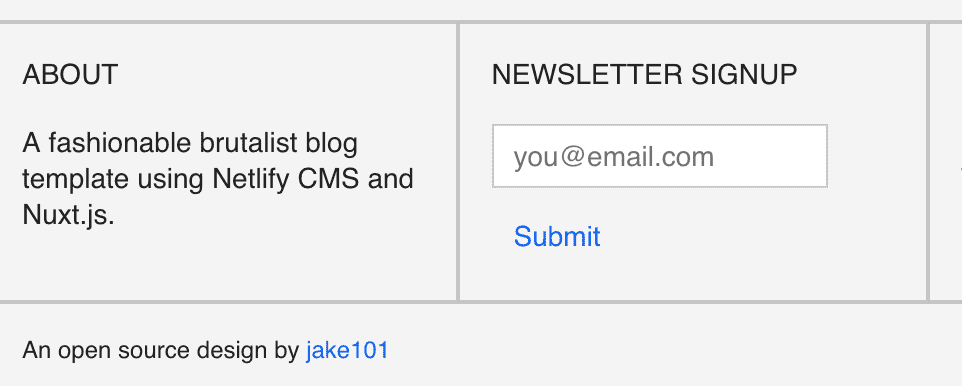 ABOUT
A fashionable brutalist blog
template using Netlify CMS and
Nuxt.js.
NEWSLETTER SIGNUP
you@email.com
Submit
An open source design by jake101